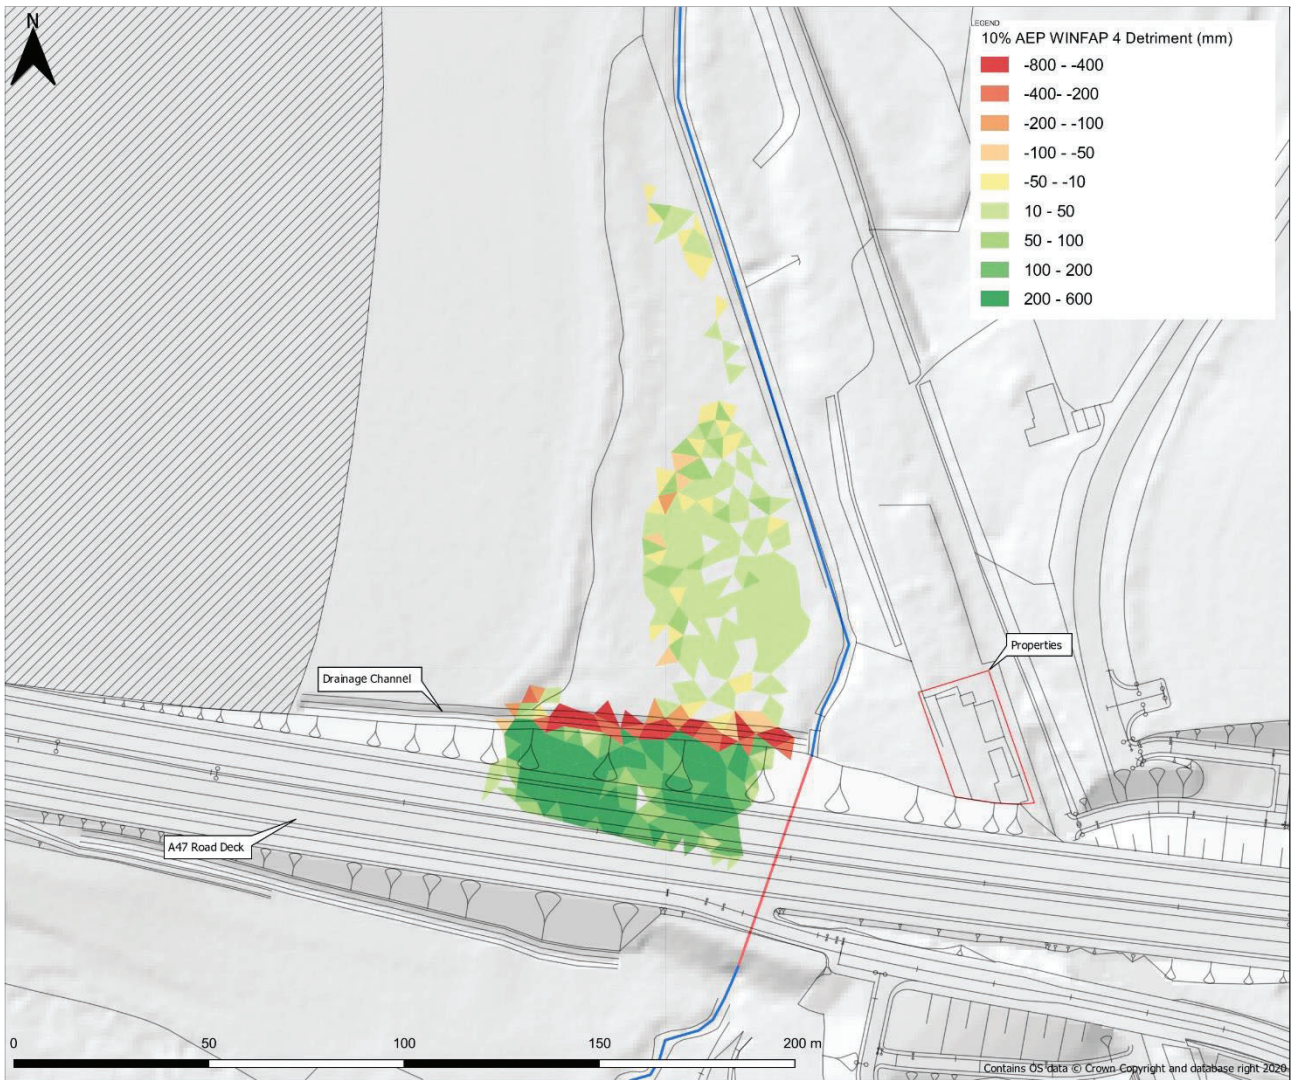 N
LEGEND
10% AEP WINFAP 4 Detriment (mm)
-800 - -400
-400- -200
-200 - -100
-100 - -50
-50 - -10
10 - 50
50 - 100
100 - 200
200 - 600
Properties
Drainage Channel
A47 Road Deck
0 50 100 150 200 m
Contains OS data © Crown Copyright and database right 2020